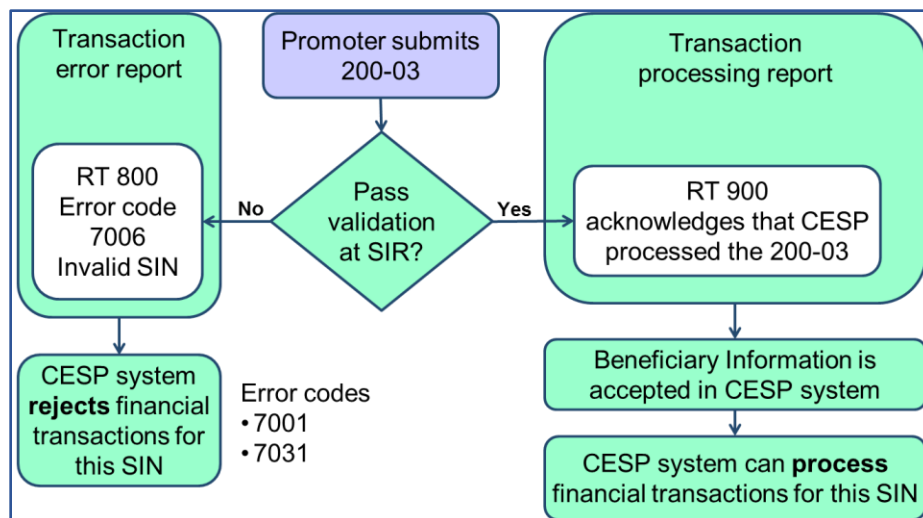 Transaction
error report
Promoter submits
200-03
Transaction
processing report
RT 800
Error code
7006
Invalid SIN
No
Pass
validation
at SIR?
Yes
RT 900
acknowledges that CESP
processed the 200-03
CESP system
rejects financial
transactions for
this SIN
Error codes
•7001
•7031
Beneficiary Information is
accepted in CESP system
CESP system can process
financial transactions for this SIN